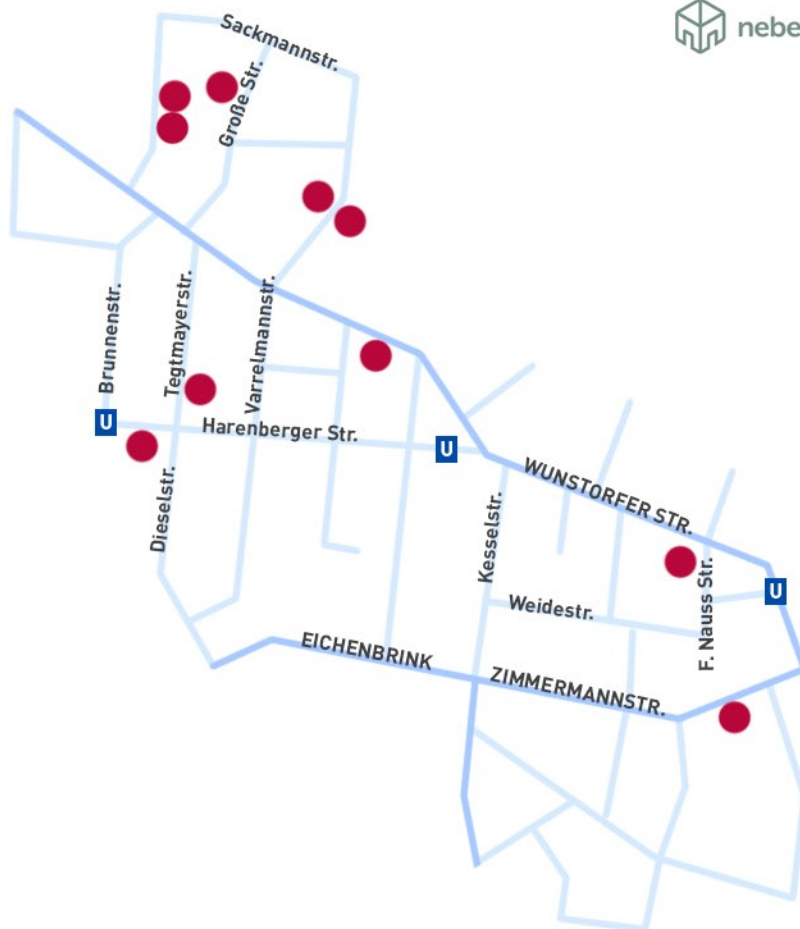 Sackmannstr.
nebe
Große Str.
Brunnenstr.
Tegtmayerstr.
Varrelmannstr.
U
Harenberger Str.
U
WUNSTORFER STR.
Dieselstr.
Kesselstr.
Weidestr.
F. Nauss Str.
U
EICHENBRINK
ZIMMERMANNSTR.